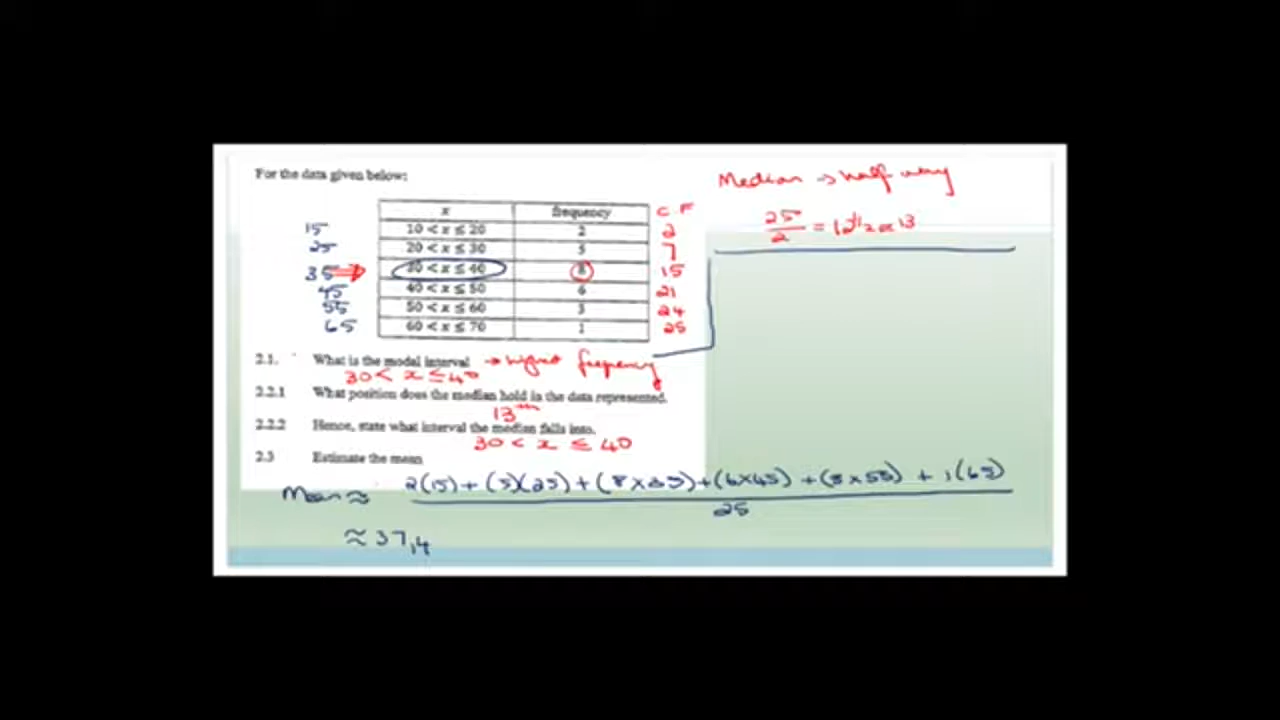 For the data given below:
Median → half way
25/2 = 12 1/2 or 13
x frequency C.F
15 10 < x ≤ 20 2 2
25 20 < x ≤ 30 5 7
35 30 < x ≤ 40 8 15
45 40 < x ≤ 50 6 21
55 50 < x ≤ 60 3 24
65 60 < x ≤ 70 1 25
2.1. What is the modal interval → highest frequency
30 < x ≤ 40
2.2.1 What position does the median hold in the data represented.
13th
2.2.2 Hence, state what interval the median falls into.
30 < x ≤ 40
2.3 Estimate the mean
Mean ≈ 2(15) + (5)(25) + (8×35) + (6×45) + (3×55) + 1(65)
25
≈ 37,4